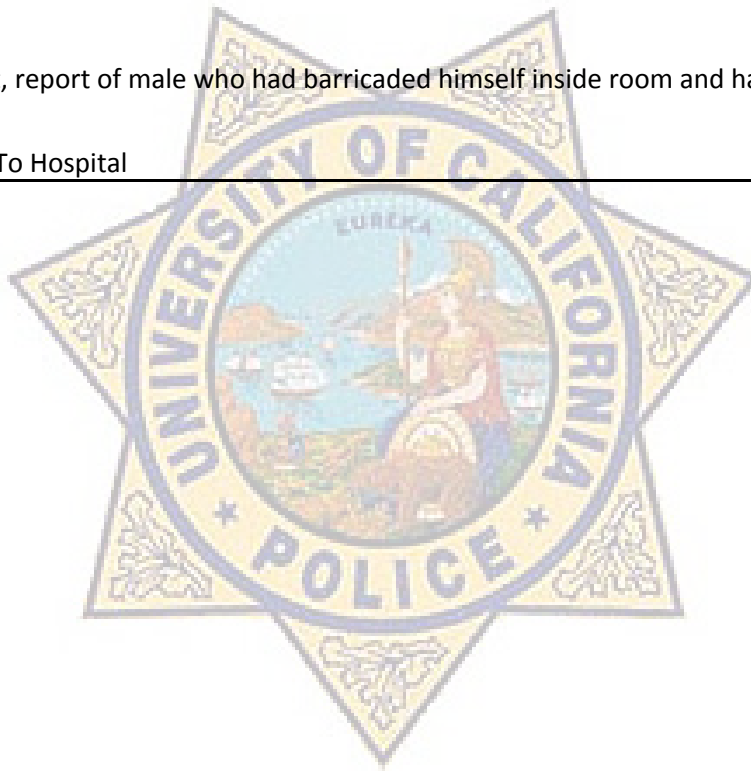 , report of male who had barricaded himself inside room and ha
To Hospital
UNIVERSITY OF CALIFORNIA
EUREKA
POLICE